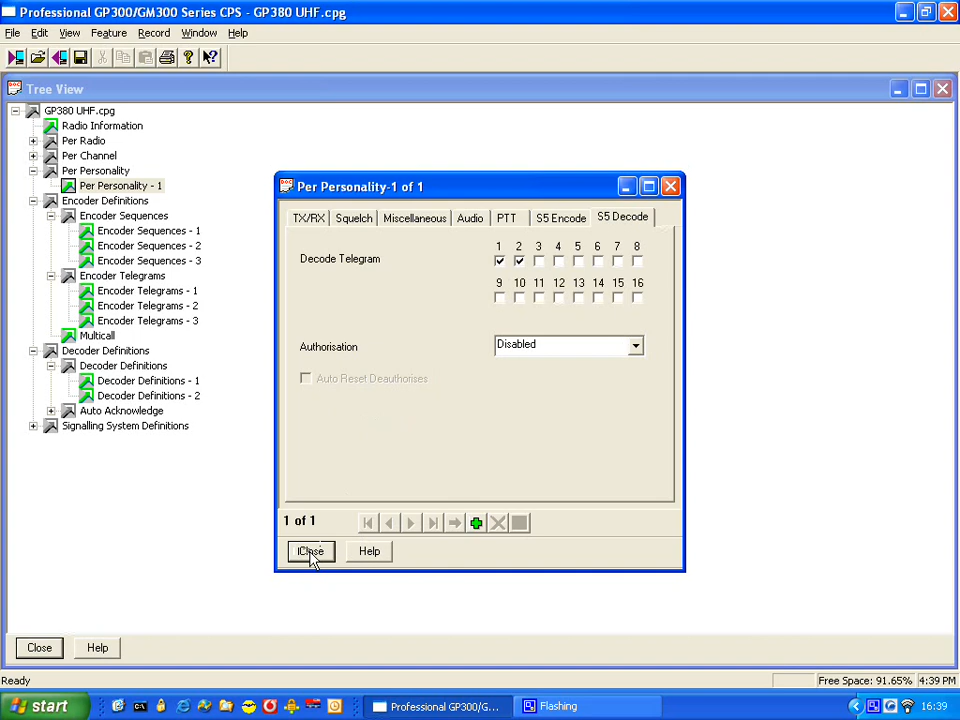 Professional GP300/GM300 Series CPS - GP380 UHF.cpg
File Edit View Feature Record Window Help
Tree View
GP380 UHF.cpg
Radio Information
Per Radio
Per Channel
Per Personality
Per Personality - 1
Encoder Definitions
Encoder Sequences
Encoder Sequences - 1
Encoder Sequences - 2
Encoder Sequences - 3
Encoder Telegrams
Encoder Telegrams - 1
Encoder Telegrams - 2
Encoder Telegrams - 3
Multicall
Decoder Definitions
Decoder Definitions
Decoder Definitions - 1
Decoder Definitions - 2
Auto Acknowledge
Signalling System Definitions
Per Personality-1 of 1
TX/RX Squelch Miscellaneous Audio PTT S5 Encode S5 Decode
1 2 3 4 5 6 7 8
Decode Telegram
9 10 11 12 13 14 15 16
Authorisation Disabled
Auto Reset Deauthorises
1 of 1
Close Help
Close Help
Ready Free Space: 91.65% 4:39 PM
start Professional GP300/G... Flashing 16:39